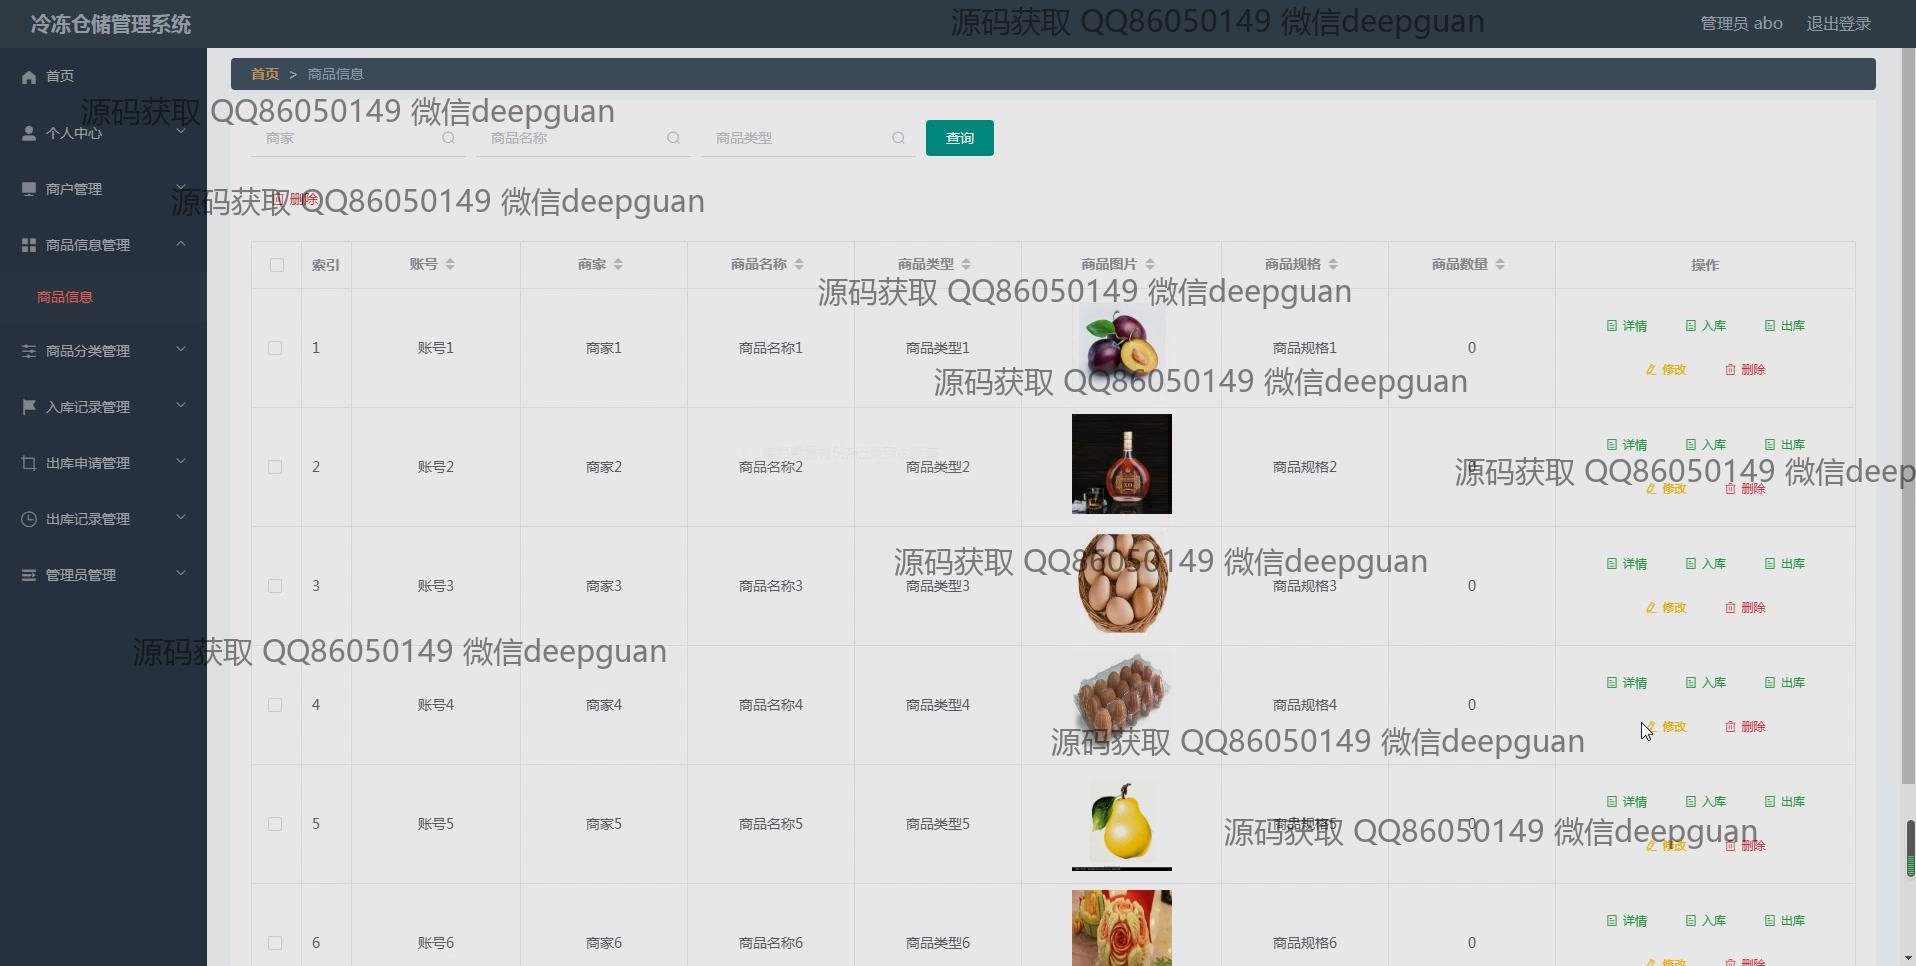 冷冻仓储管理系统
源码获取 QQ86050149 微信deepguan
管理员 abo 退出登录
首页
首页 > 商品信息
源码获取 QQ86050149 微信deepguan
个人中心
商家 商品名称 商品类型 查询
商户管理
源码获取 QQ86050149 微信deepguan
删除
商品信息管理
索引 账号 商家 商品名称 商品类型 商品图片 商品规格 商品数量 操作
源码获取 QQ86050149 微信deepguan
商品信息
详情 入库 出库
1 账号1 商家1 商品名称1 商品类型1 商品规格1 0
商品分类管理
修改 删除
源码获取 QQ86050149 微信deepguan
入库记录管理
详情 入库 出库
出库申请管理
2 账号2 商家2 商品名称2 商品类型2 商品规格2 0
源码获取 QQ86050149 微信deep
修改 删除
出库记录管理
详情 入库 出库
源码获取 QQ86050149 微信deepguan
管理员管理
3 账号3 商家3 商品名称3 商品类型3 商品规格3 0
修改 删除
源码获取 QQ86050149 微信deepguan
详情 入库 出库
4 账号4 商家4 商品名称4 商品类型4 商品规格4 0
修改 删除
源码获取 QQ86050149 微信deepguan
详情 入库 出库
5 账号5 商家5 商品名称5 商品类型5 商品规格5 0
源码获取 QQ86050149 微信deepguan
修改 删除
详情 入库 出库
6 账号6 商家6 商品名称6 商品类型6 商品规格6 0
修改 删除